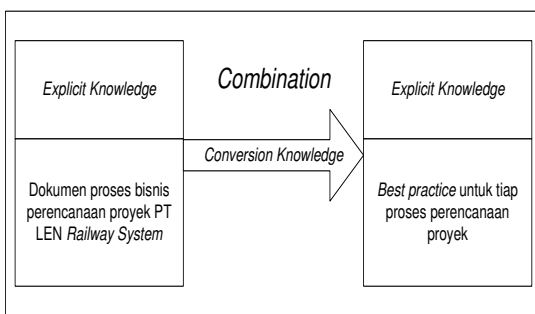 Explicit Knowledge
Dokumen proses bisnis
perencanaan proyek PT
LEN Railway System
Combination
Conversion Knowledge
Explicit Knowledge
Best practice untuk tiap
proses perencanaan
proyek